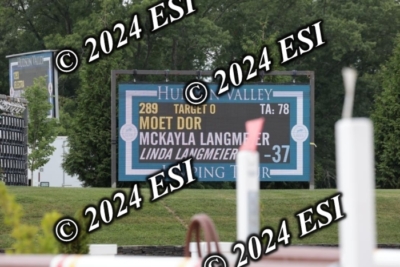 © 2024 ESI
© 2024 ESI
© 2024 ESI
HUDSON VALLEY
289 TARGET 0 TA: 78
MOET DOR
MCKAYLA LANGMEIER
LINDA LANGMEIER -37
© 2024 ESI
© 2024 ESI
© 2024 ESI